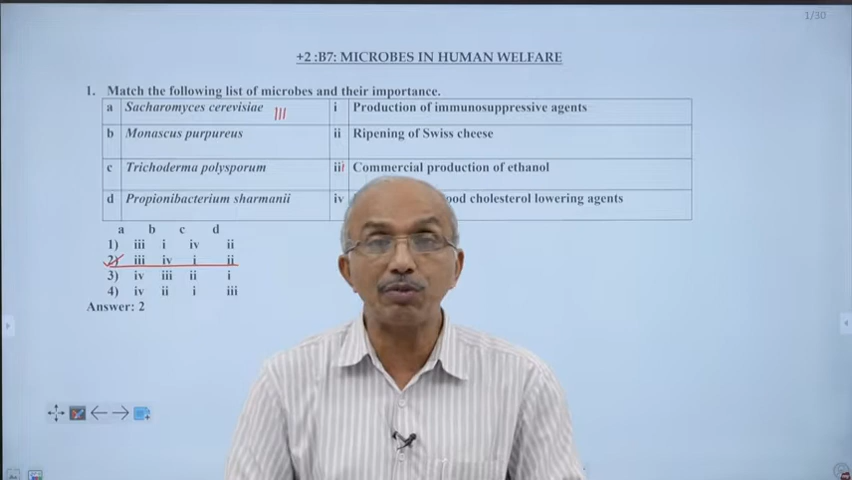 1/30
+2 :B7: MICROBES IN HUMAN WELFARE
1. Match the following list of microbes and their importance.
a Sacharomyces cerevisiae III i Production of immunosuppressive agents
b Monascus purpureus ii Ripening of Swiss cheese
c Trichoderma polysporum iii Commercial production of ethanol
d Propionibacterium sharmanii iv ood cholesterol lowering agents
a b c d
1) iii i iv ii
2) iii iv i ii
3) iv iii ii i
4) iv ii i iii
Answer: 2